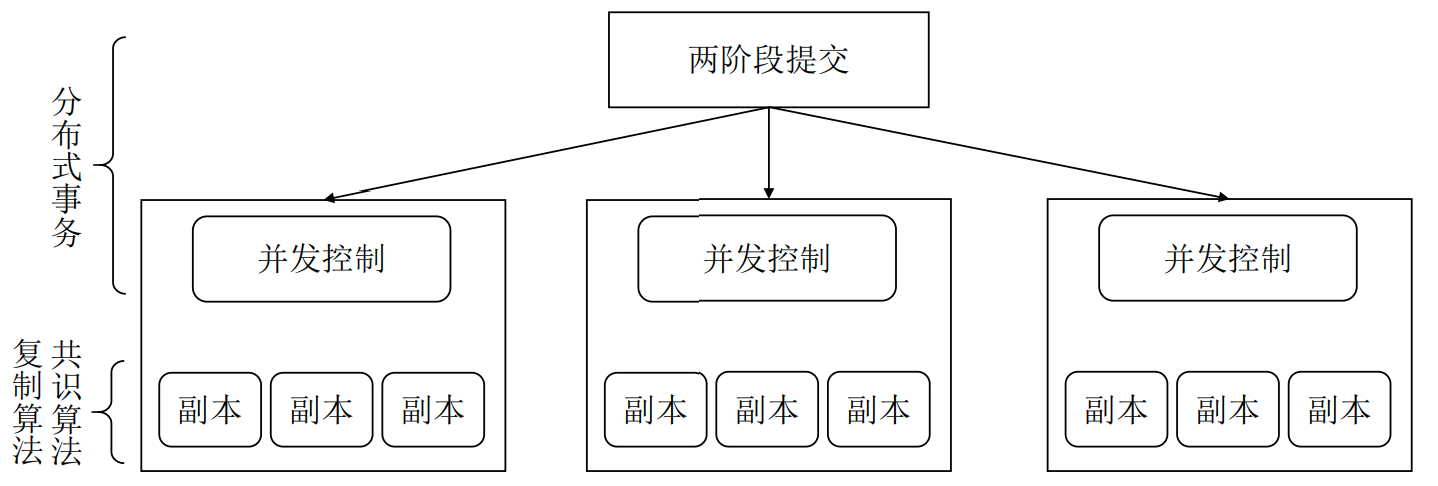 两阶段提交
分布式事务
并发控制
并发控制
并发控制
复制算法
共识算法
副本
副本
副本
副本
副本
副本
副本
副本
副本